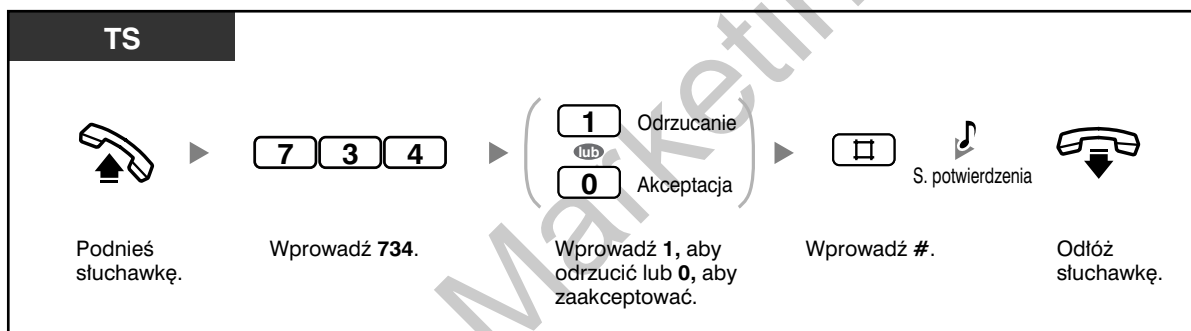 TS
7 3 4
1 Odrzucanie
lub
0 Akceptacja
S. potwierdzenia
Podnieś
słuchawkę.
Wprowadź 734.
Wprowadź 1, aby
odrzucić lub 0, aby
zaakceptować.
Wprowadź #.
Odłóż
słuchawkę.